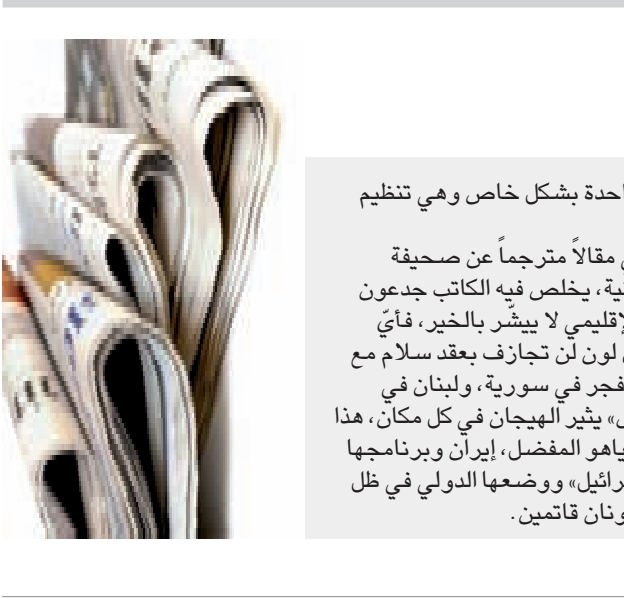 احدة بشكل خاص وهي تنظيم
مقالاً مترجماً عن صحيفة
ية، يخلص فيه الكاتب جدعون
لإقليمي لا يبشّر بالخير، فأيّ
لون لن تجازف بعقد سلام مع
فجر في سورية، ولبنان في
» يثير الهيجان في كل مكان، هذا
ياهو المفضل، إيران وبرنامجها
رائيل» ووضعها الدولي في ظل
ونان قاتمين.